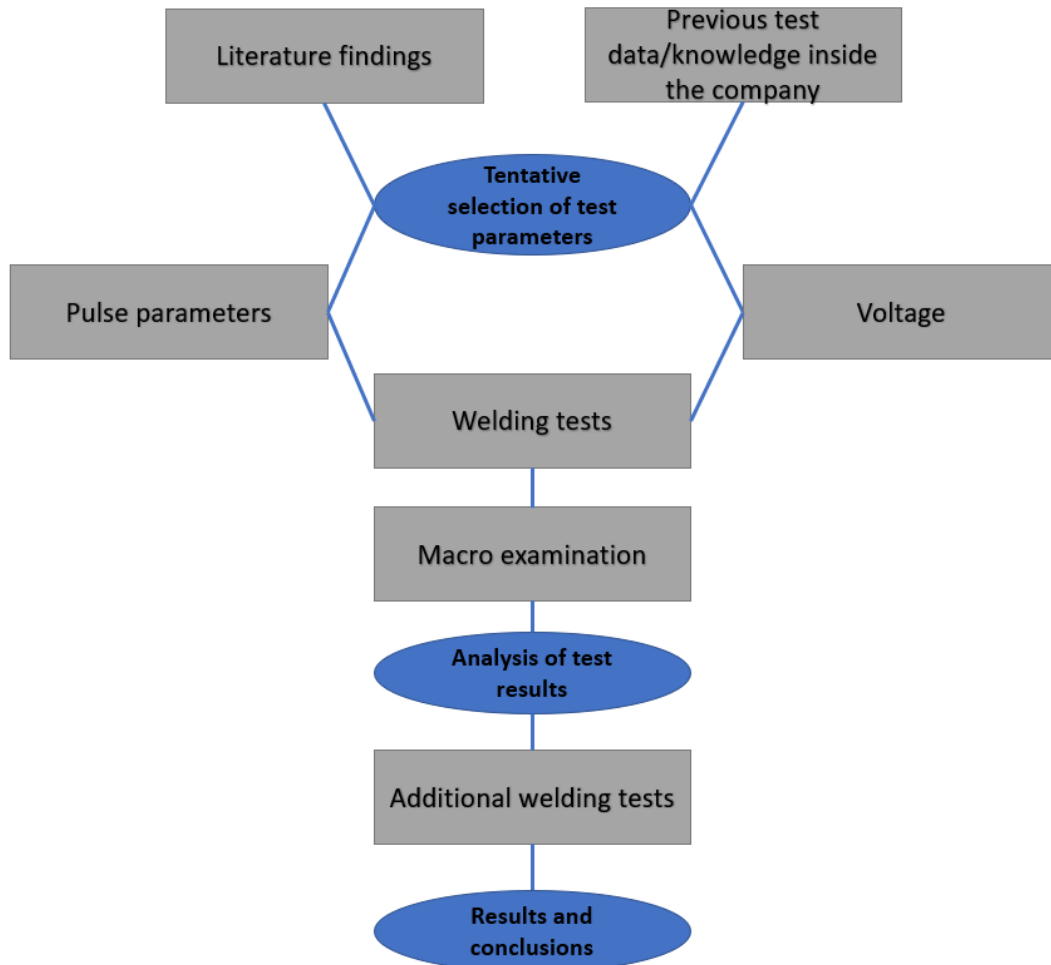 Literature findings
Previous test
data/knowledge inside
the company
Tentative
selection of test
parameters
Pulse parameters
Voltage
Welding tests
Macro examination
Analysis of test
results
Additional welding tests
Results and
conclusions